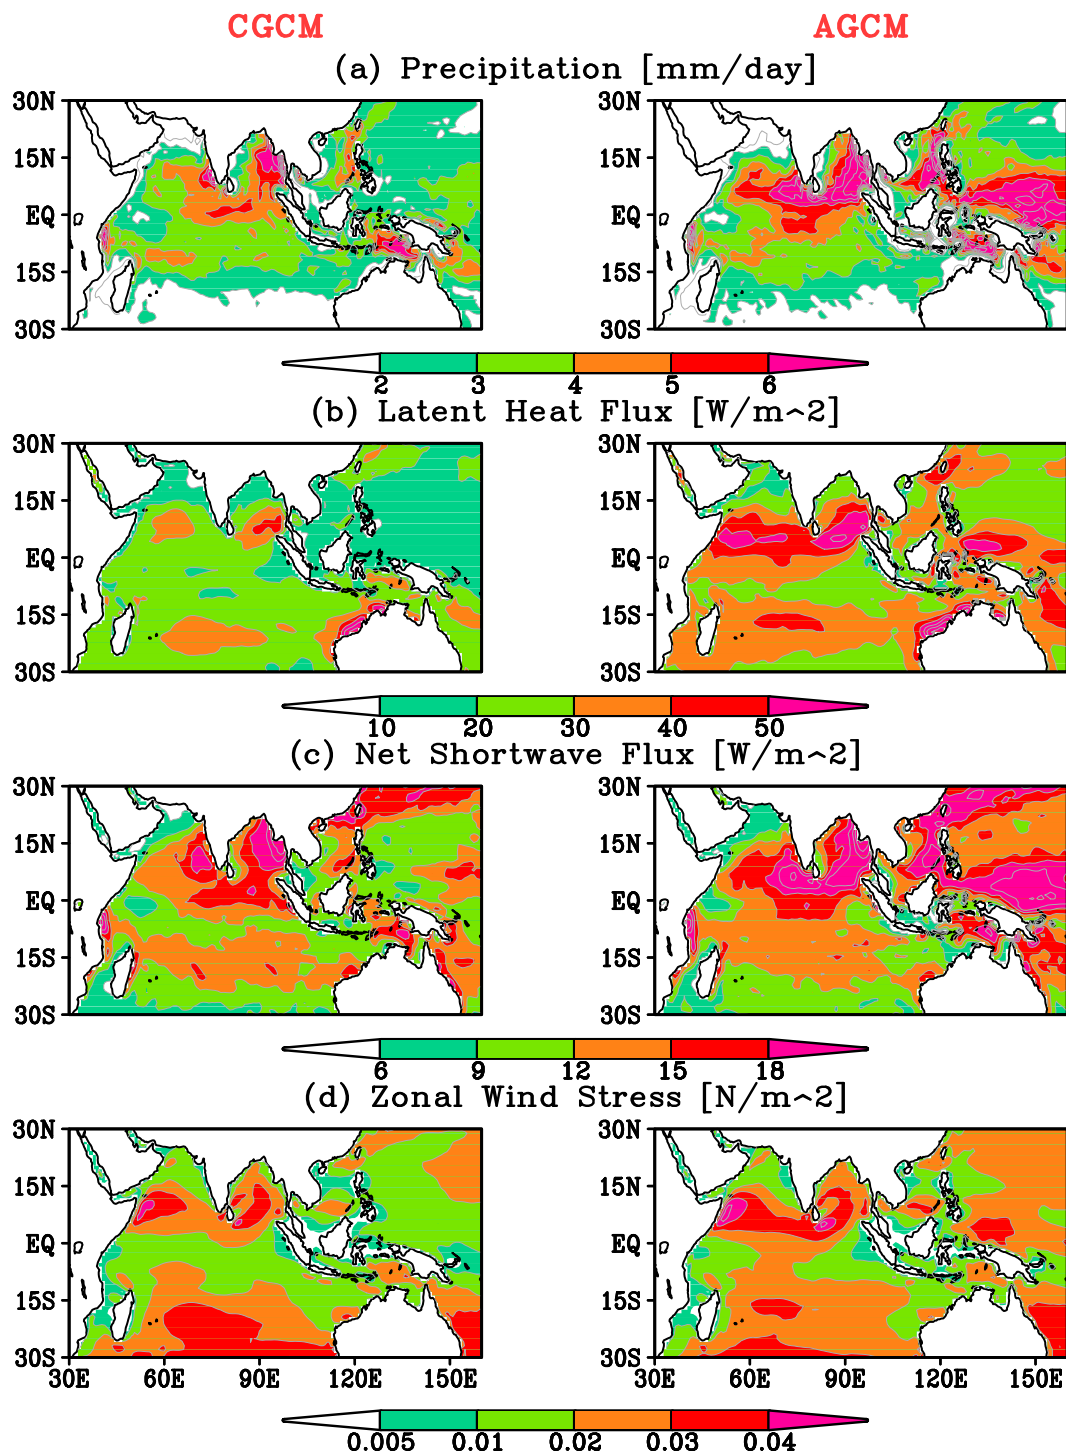 CGCM AGCM
(a) Precipitation [mm/day]
30N 30N
15N 15N
EQ EQ
15S 15S
30S 30S
2 3 4 5 6
(b) Latent Heat Flux [W/m^2]
30N 30N
15N 15N
EQ EQ
15S 15S
30S 30S
10 20 30 40 50
(c) Net Shortwave Flux [W/m^2]
30N 30N
15N 15N
EQ EQ
15S 15S
30S 30S
6 9 12 15 18
(d) Zonal Wind Stress [N/m^2]
30N 30N
15N 15N
EQ EQ
15S 15S
30S 30S
30E 60E 90E 120E 150E 30E 60E 90E 120E 150E
0.005 0.01 0.02 0.03 0.04